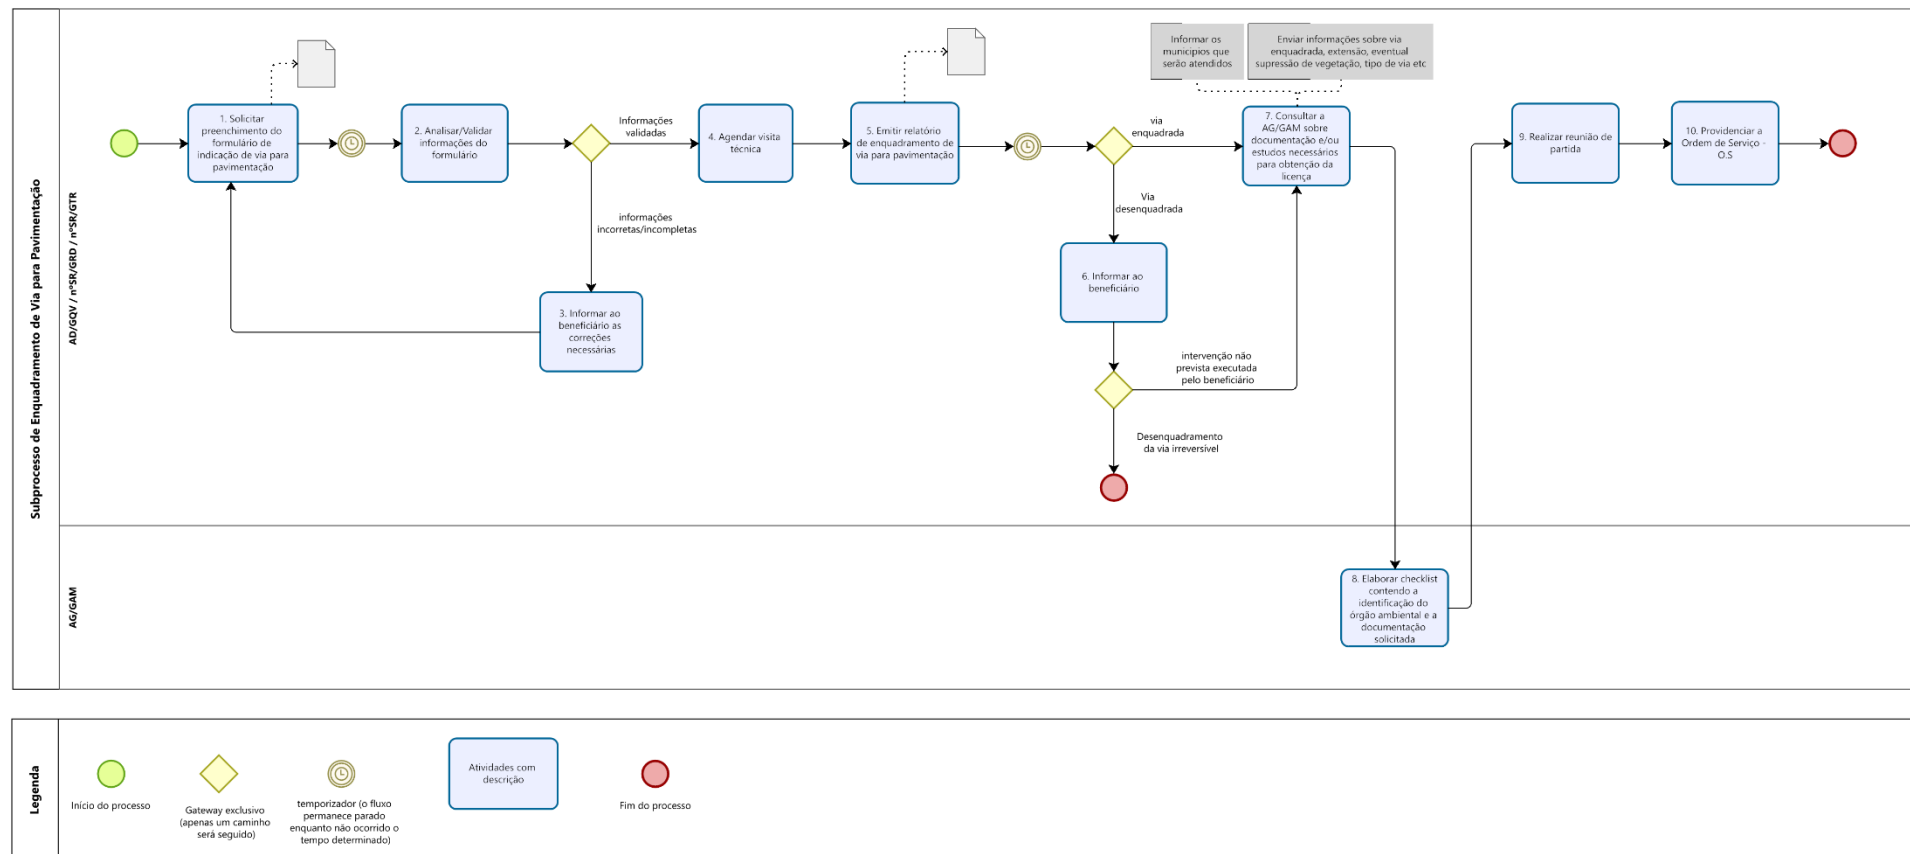 Subprocesso de Enquadramento de Via para Pavimentação
AD/GQV / nºSR/GRD / nºSR/GTR
1. Solicitar
preenchimento do
formulário de
indicação de via para
pavimentação
2. Analisar/Validar
informações do
formulário
Informações
validadas
informações
incorretas/incompletas
3. Informar ao
beneficiário as
correções
necessárias
4. Agendar visita
técnica
5. Emitir relatório
de enquadramento de
via para pavimentação
via
enquadrada
Via
desenquadrada
6. Informar ao
beneficiário
intervenção não
prevista executada
pelo beneficiário
Desenquadramento
da via irreversível
Informar os
municipios que
serão atendidos
Enviar informações sobre via
enquadrada, extensão, eventual
supressão de vegetação, tipo de via etc
7. Consultar a
AG/GAM sobre
documentação e/ou
estudos necessários
para obtenção da
licença
9. Realizar reunião de
partida
10. Providenciar a
Ordem de Serviço -
O.S
AG/GAM
8. Elaborar checklist
contendo a
identificação do
órgão ambiental e a
documentação
solicitada
Legenda
Início do processo
Gateway exclusivo
(apenas um caminho
será seguido)
temporizador (o fluxo
permanece parado
enquanto não ocorrido o
tempo determinado)
Atividades com
descrição
Fim do processo